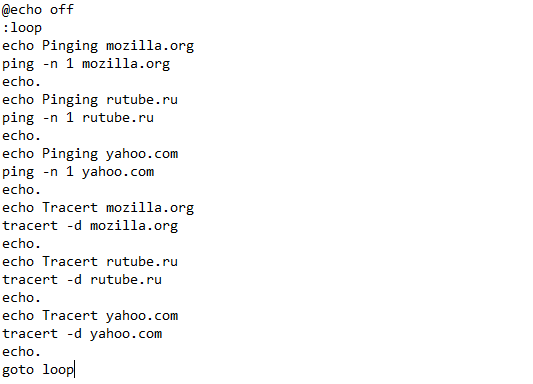 @echo off
:loop
echo Pinging mozilla.org
ping -n 1 mozilla.org
echo.
echo Pinging rutube.ru
ping -n 1 rutube.ru
echo.
echo Pinging yahoo.com
ping -n 1 yahoo.com
echo.
echo Tracert mozilla.org
tracert -d mozilla.org
echo.
echo Tracert rutube.ru
tracert -d rutube.ru
echo.
echo Tracert yahoo.com
tracert -d yahoo.com
echo.
goto loop